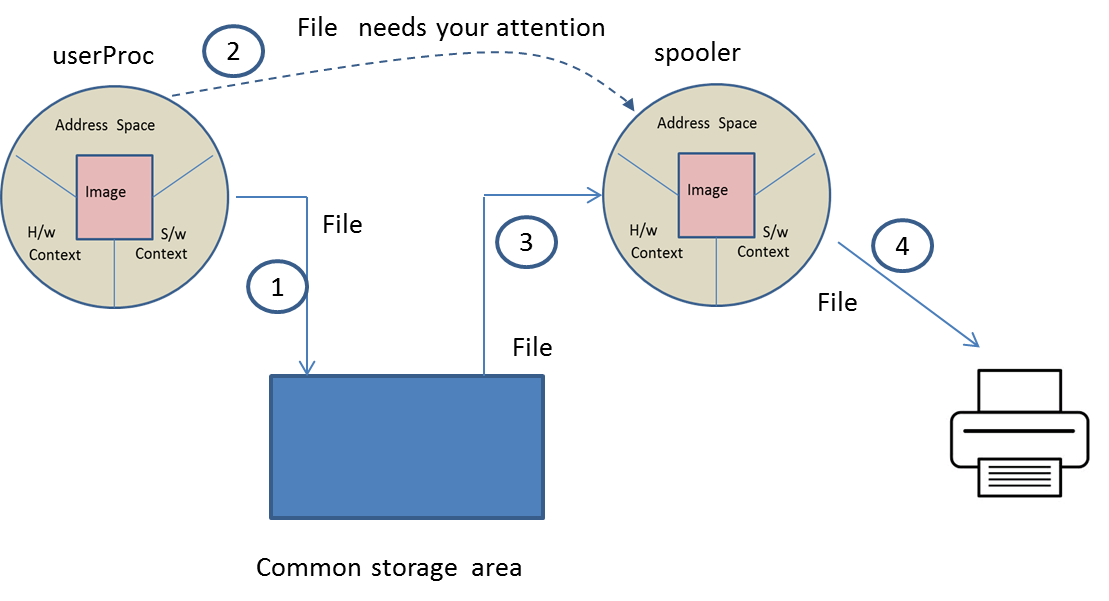 File needs your attention
2
userProc
spooler
Address Space
Image
H/w
Context
S/w
Context
Address Space
Image
H/w
Context
S/w
Context
File
1
3
File
4
File
Common storage area